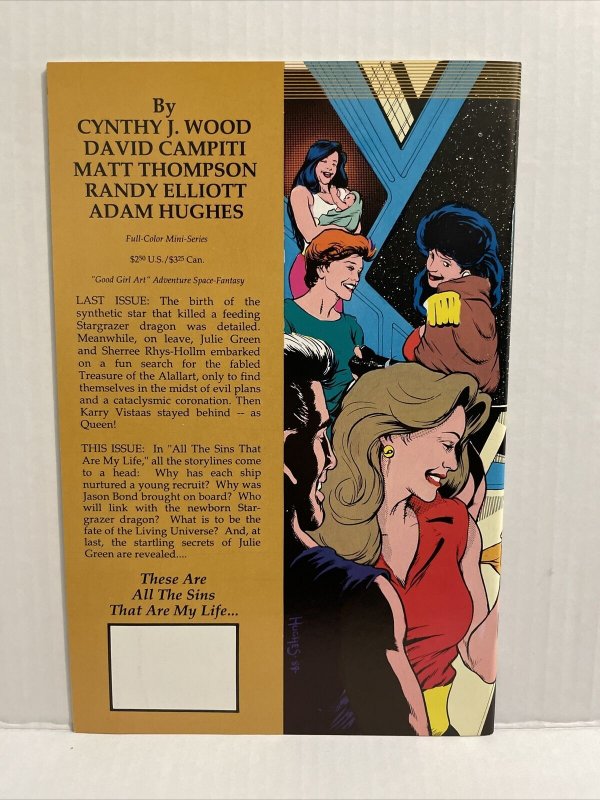 By
CYNTHY J. WOOD
DAVID CAMPITI
MATT THOMPSON
RANDY ELLIOTT
ADAM HUGHES
Full-Color Mini-Series
$2⁵⁰ U.S./$3²⁵ Can.
"Good Girl Art" Adventure Space-Fantasy
LAST ISSUE: The birth of the
synthetic star that killed a feeding
Stargrazer dragon was detailed.
Meanwhile, on leave, Julie Green
and Sherree Rhys-Hollm embarked
on a fun search for the fabled
Treasure of the Alallart, only to find
themselves in the midst of evil plans
and a cataclysmic coronation. Then
Karry Vistaas stayed behind -- as
Queen!
THIS ISSUE: In "All The Sins That
Are My Life," all the storylines come
to a head: Why has each ship
nurtured a young recruit? Why was
Jason Bond brought on board? Who
will link with the newborn Star-
grazer dragon? What is to be the
fate of the Living Universe? And, at
last, the startling secrets of Julie
Green are revealed....
These Are
All The Sins
That Are My Life...
HUGHES 88